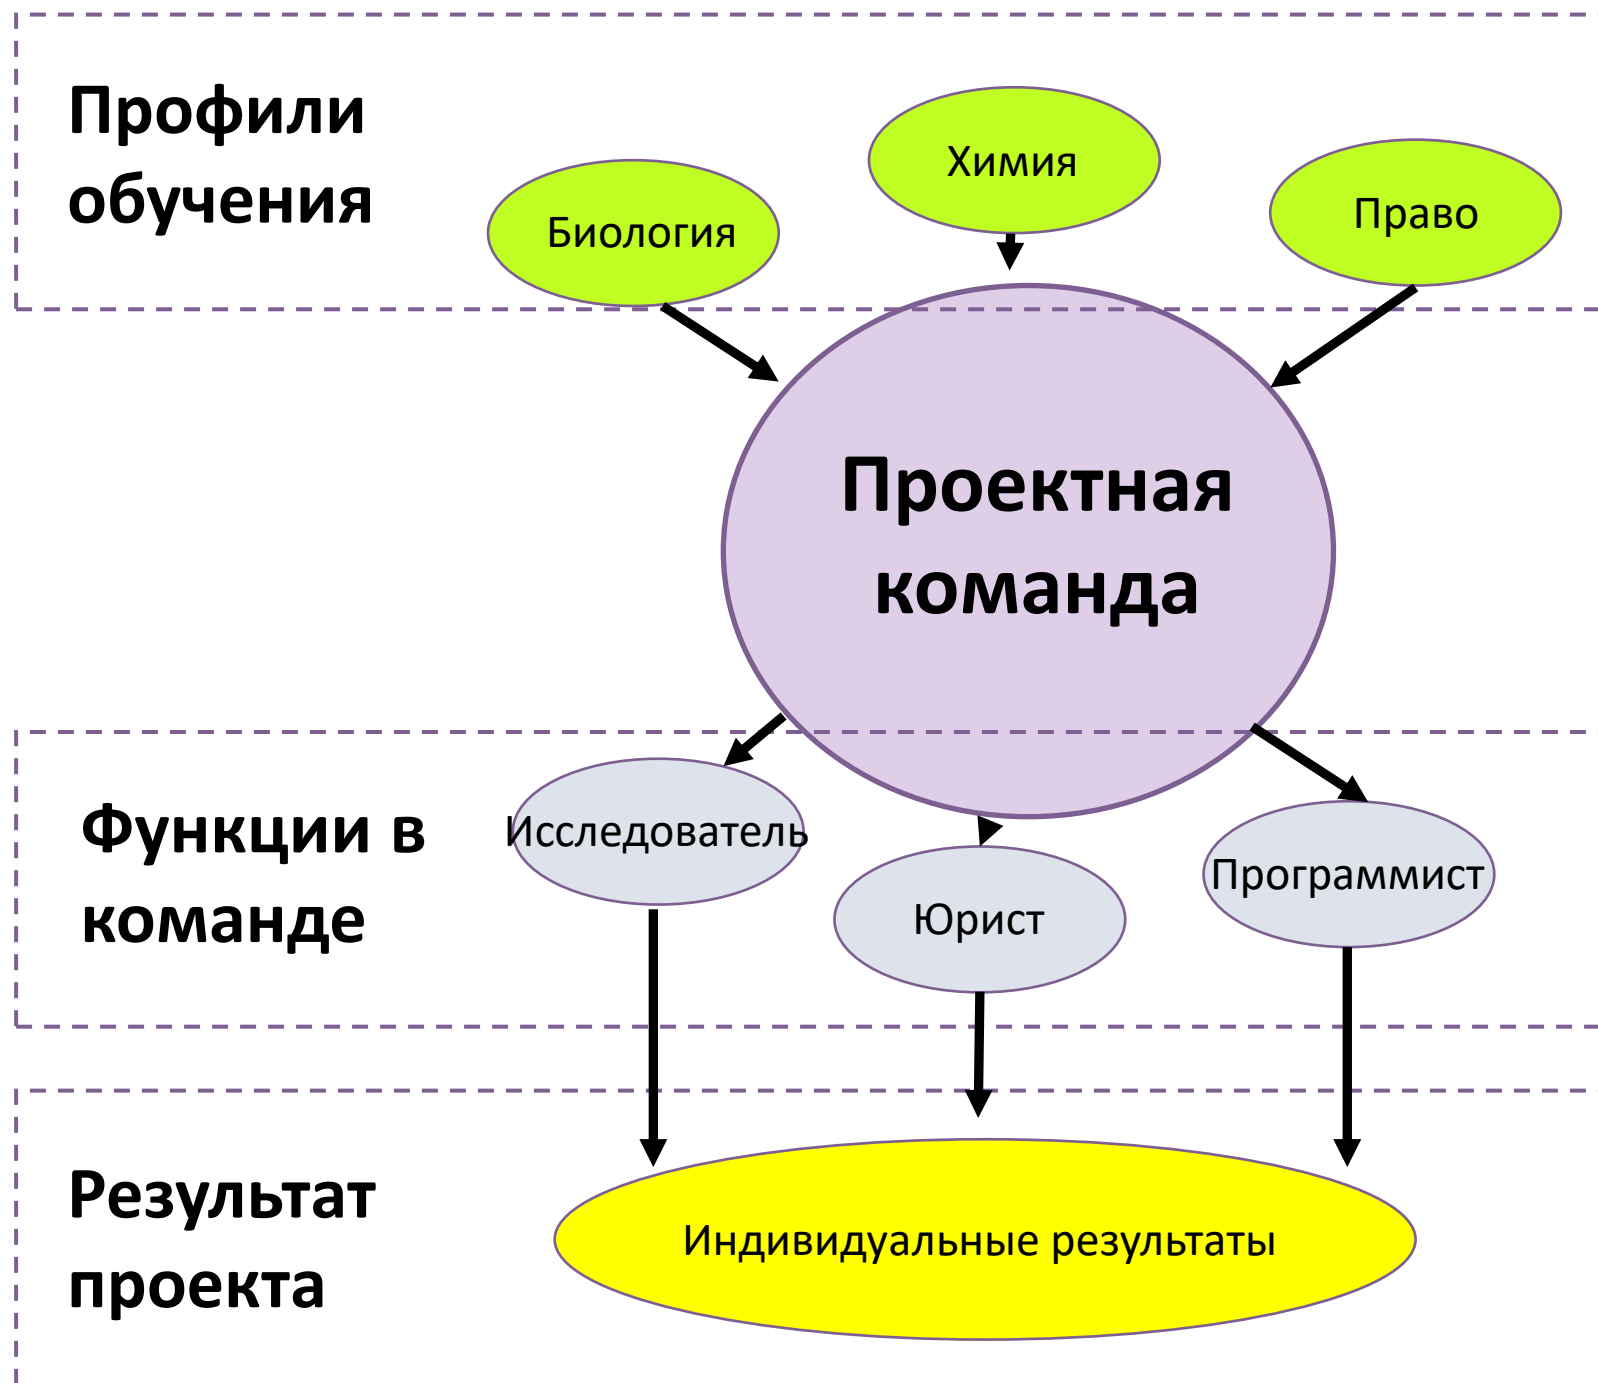 Профили
обучения
Биология
Химия
Право
Проектная
команда
Функции в
команде
Исследователь
Юрист
Программист
Результат
проекта
Индивидуальные результаты